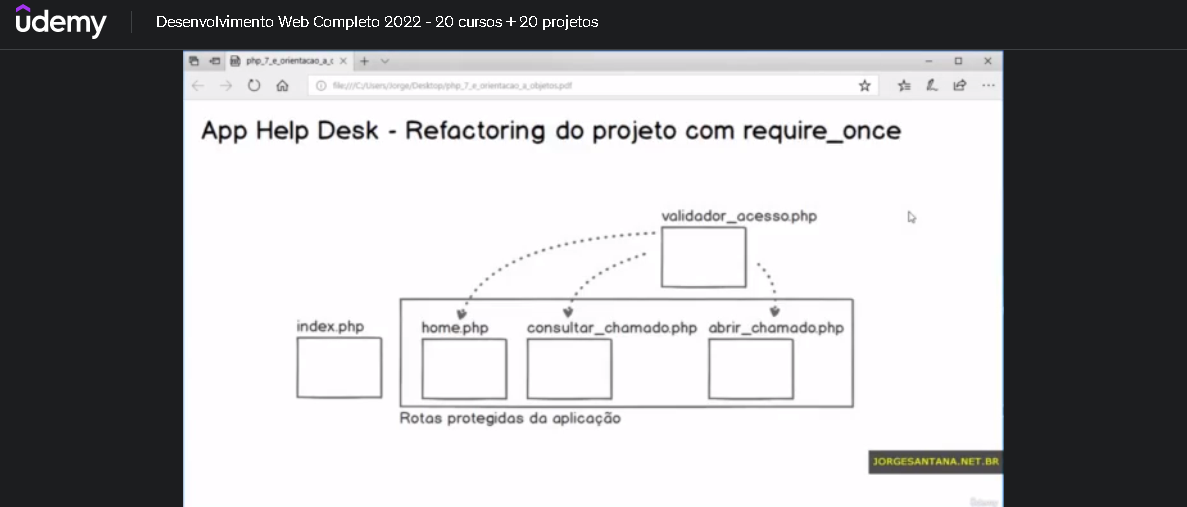 udemy
Desenvolvimento Web Completo 2022 - 20 cursos + 20 projetos
php_7_e_orientacao_a_c
file:///C:/Users/Jorge/Desktop/php_7_e_orientacao_a_objetos.pdf
App Help Desk - Refactoring do projeto com require_once
validador_acesso.php
index.php
home.php
consultar_chamado.php
abrir_chamado.php
Rotas protegidas da aplicação
JORGESANTANA.NET.BR
Udemy